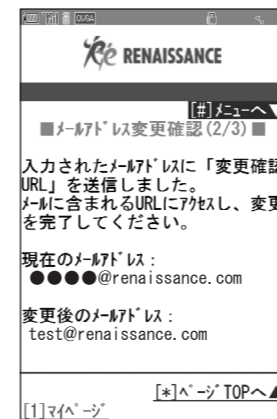 QVGA
RENAISSANCE
[#]ﾒﾆｭｰへ▼
■ﾒｰﾙｱﾄﾞﾚｽ変更確認(2/3)■
入力されたﾒｰﾙｱﾄﾞﾚｽに「変更確認
URL」を送信しました。
ﾒｰﾙに含まれるURLにｱｸｾｽし、変更
を完了してください。
現在のﾒｰﾙｱﾄﾞﾚｽ:
●●●●@renaissance.com
変更後のﾒｰﾙｱﾄﾞﾚｽ:
test@renaissance.com
[*]ﾍﾟｰｼﾞTOPへ▲
[1]ﾏｲﾍﾟｰｼﾞ